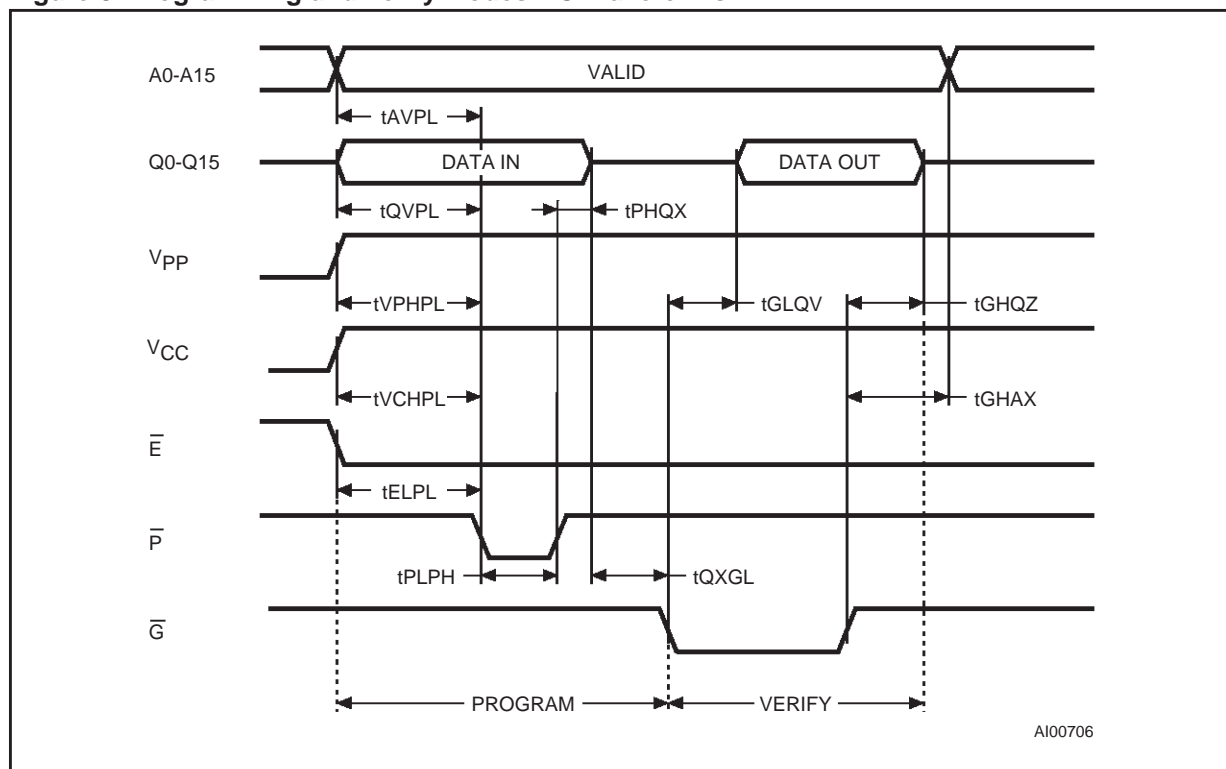 A0-A15
VALID
tAVPL
Q0-Q15
DATA IN
DATA OUT
tQVPL
tPHQX
VPP
tVPHPL
tGLQV
tGHQZ
VCC
tVCHPL
tGHAX
E
tELPL
P
tPLPH
tQXGL
G
PROGRAM
VERIFY
AI00706